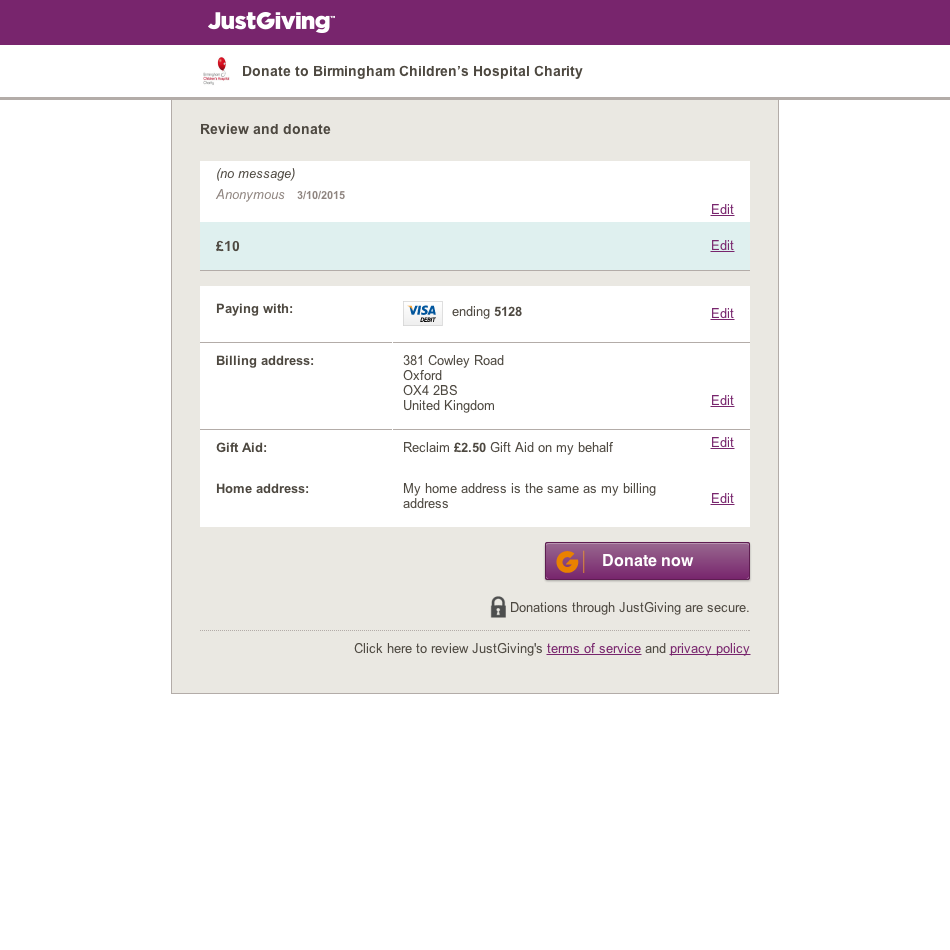 JustGiving™
Donate to Birmingham Children’s Hospital Charity
Review and donate
(no message)
Anonymous 3/10/2015
Edit
£10 Edit
Paying with: VISA DEBIT ending 5128 Edit
Billing address: 381 Cowley Road
Oxford
OX4 2BS
United Kingdom Edit
Gift Aid: Reclaim £2.50 Gift Aid on my behalf Edit
Home address: My home address is the same as my billing
address Edit
Donate now
Donations through JustGiving are secure.
Click here to review JustGiving's terms of service and privacy policy